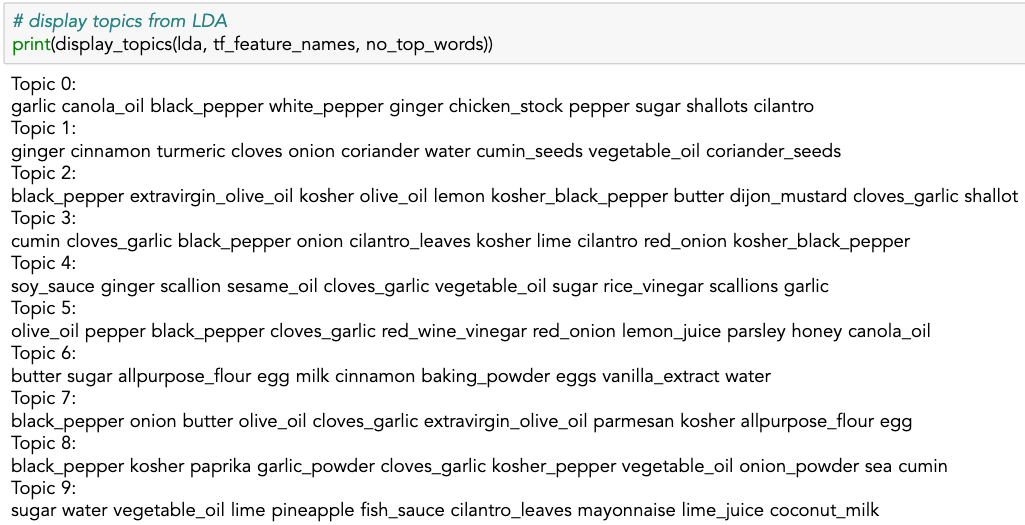 # display topics from LDA
print(display_topics(lda, tf_feature_names, no_top_words))
Topic 0:
garlic canola_oil black_pepper white_pepper ginger chicken_stock pepper sugar shallots cilantro
Topic 1:
ginger cinnamon turmeric cloves onion coriander water cumin_seeds vegetable_oil coriander_seeds
Topic 2:
black_pepper extravirgin_olive_oil kosher olive_oil lemon kosher_black_pepper butter dijon_mustard cloves_garlic shallot
Topic 3:
cumin cloves_garlic black_pepper onion cilantro_leaves kosher lime cilantro red_onion kosher_black_pepper
Topic 4:
soy_sauce ginger scallion sesame_oil cloves_garlic vegetable_oil sugar rice_vinegar scallions garlic
Topic 5:
olive_oil pepper black_pepper cloves_garlic red_wine_vinegar red_onion lemon_juice parsley honey canola_oil
Topic 6:
butter sugar allpurpose_flour egg milk cinnamon baking_powder eggs vanilla_extract water
Topic 7:
black_pepper onion butter olive_oil cloves_garlic extravirgin_olive_oil parmesan kosher allpurpose_flour egg
Topic 8:
black_pepper kosher paprika garlic_powder cloves_garlic kosher_pepper vegetable_oil onion_powder sea cumin
Topic 9:
sugar water vegetable_oil lime pineapple fish_sauce cilantro_leaves mayonnaise lime_juice coconut_milk